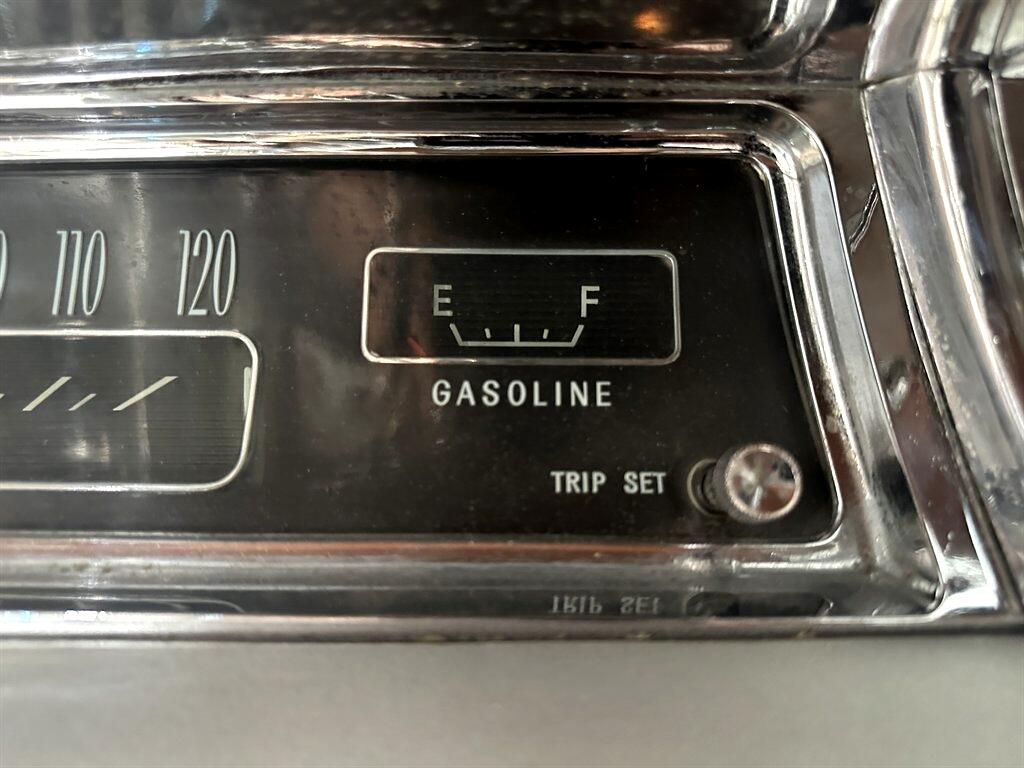 110 120
E F
GASOLINE
TRIP SET